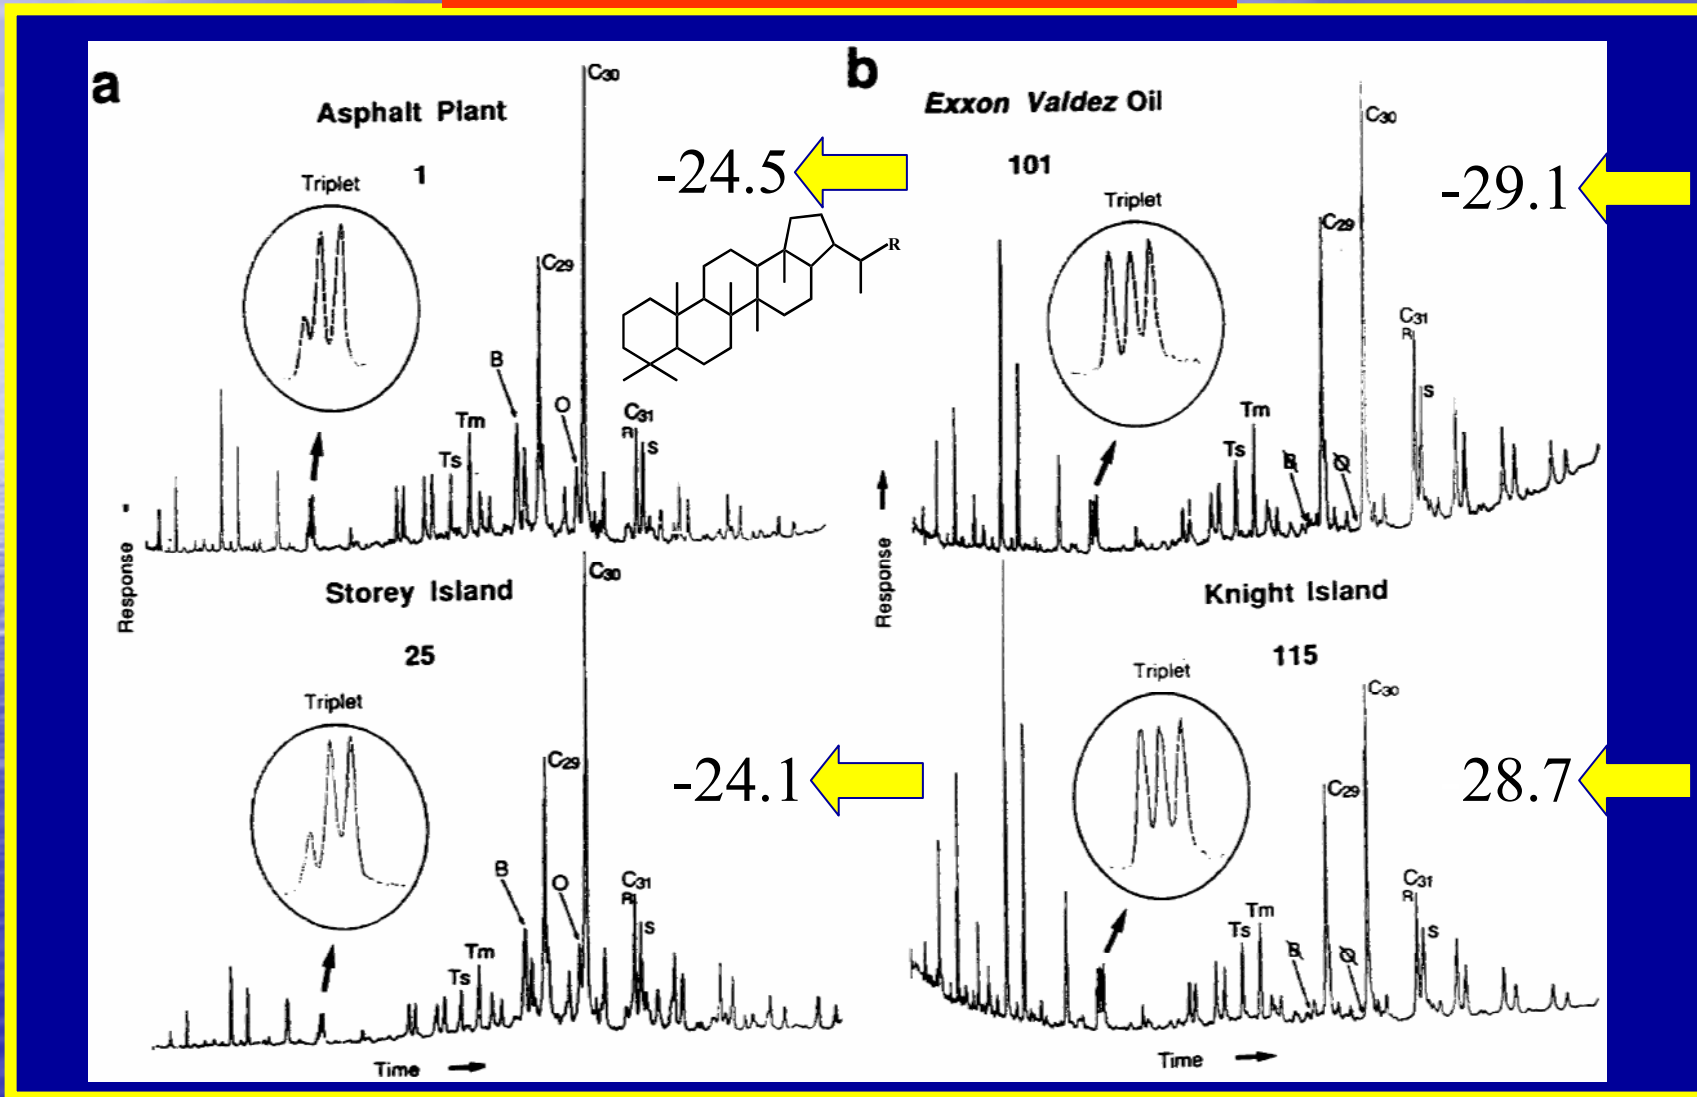 a
Asphalt Plant
1
Triplet
C30
-24.5
R
C29
B
O
Tm
Ts
C31
R
S
Response
b
Exxon Valdez Oil
101
Triplet
C30
-29.1
C29
C31
R
S
Tm
Ts
B
O
Response
Storey Island
25
Triplet
C30
-24.1
C29
B
O
C31
R
S
Tm
Ts
Time
Knight Island
115
Triplet
C30
28.7
C29
C31
R
S
Tm
Ts
B
O
Time